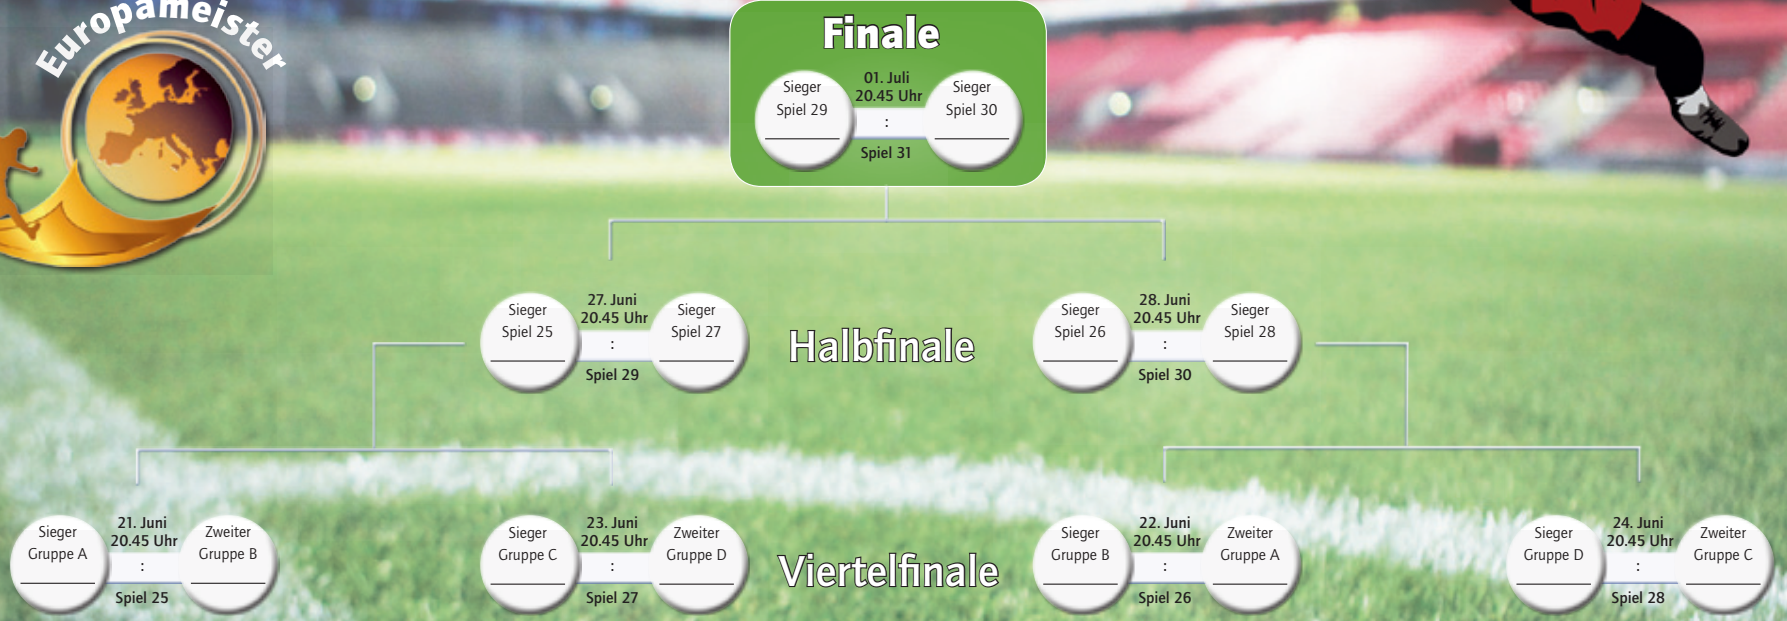 Europameister
Finale
Sieger
Spiel 29
01. Juli
20.45 Uhr
:
Spiel 31
Sieger
Spiel 30
Sieger
Spiel 25
27. Juni
20.45 Uhr
:
Spiel 29
Sieger
Spiel 27
Halbfinale
Sieger
Spiel 26
28. Juni
20.45 Uhr
:
Spiel 30
Sieger
Spiel 28
Sieger
Gruppe A
21. Juni
20.45 Uhr
:
Spiel 25
Zweiter
Gruppe B
Sieger
Gruppe C
23. Juni
20.45 Uhr
:
Spiel 27
Zweiter
Gruppe D
Viertelfinale
Sieger
Gruppe B
22. Juni
20.45 Uhr
:
Spiel 26
Zweiter
Gruppe A
Sieger
Gruppe D
24. Juni
20.45 Uhr
:
Spiel 28
Zweiter
Gruppe C